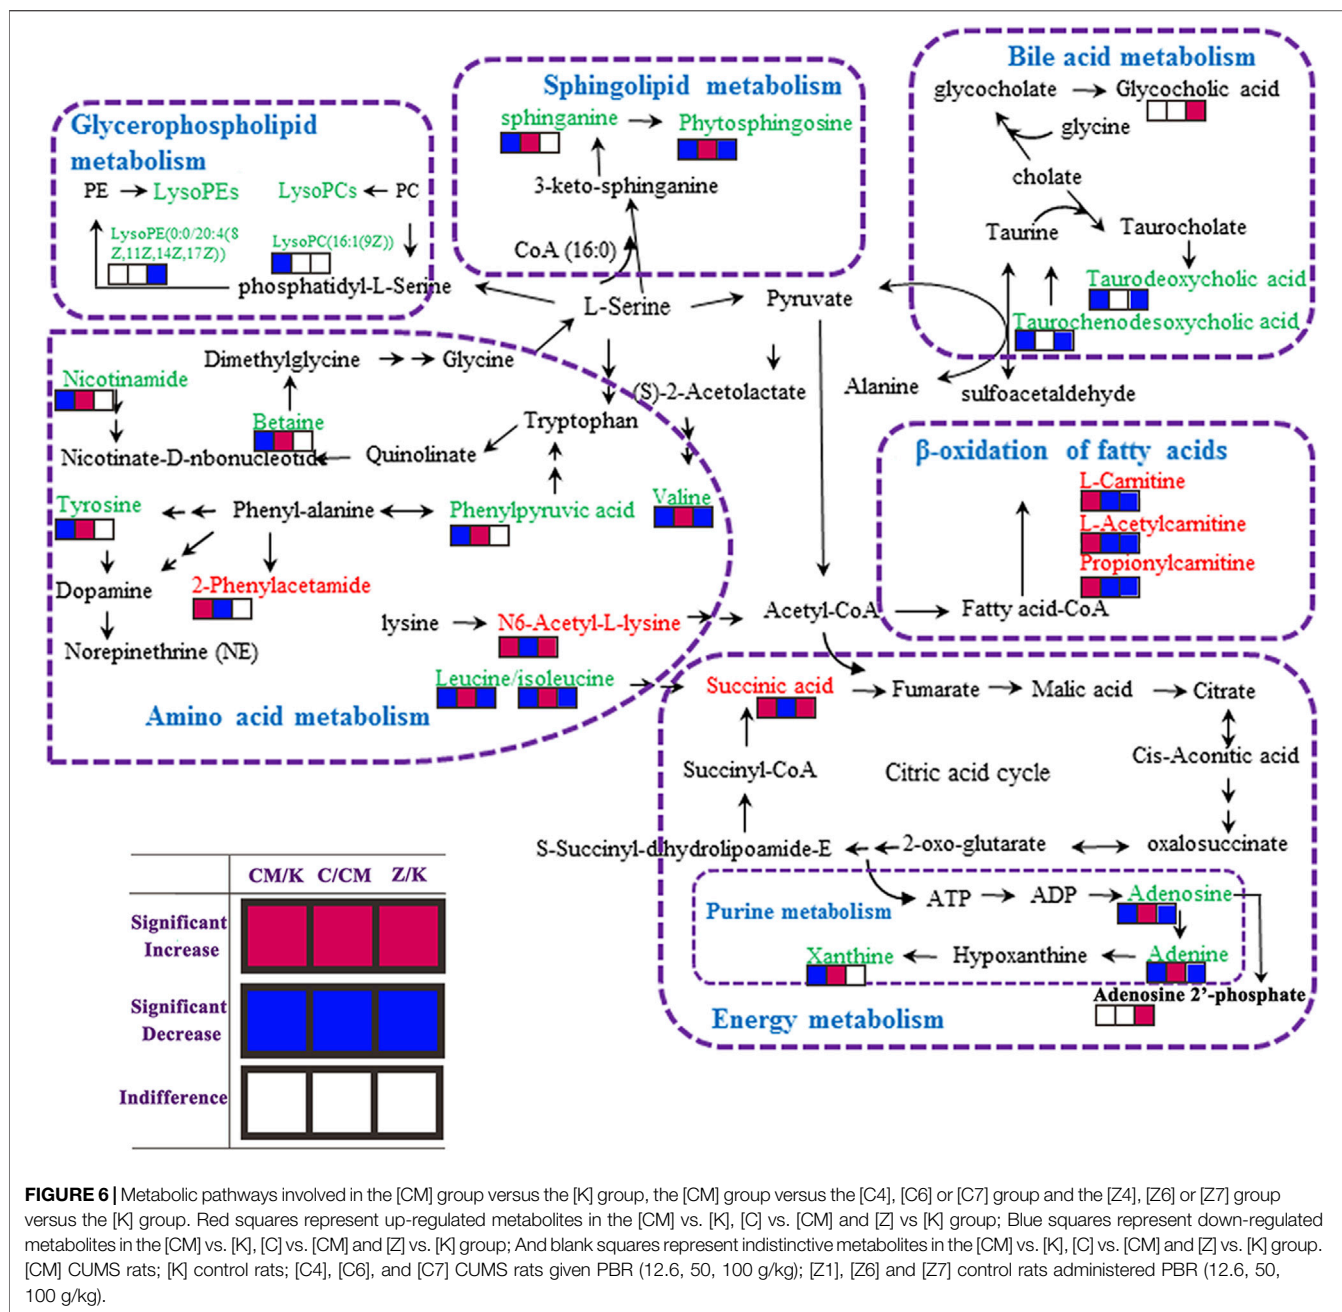 Glycerophospholipid
metabolism
PE
LysoPEs
LysoPCs
PC
LysoPE(0:0/20:4(8
Z,11Z,14Z,17Z))
LysoPC(16:1(9Z))
phosphatidyl-L-Serine
Sphingolipid metabolism
sphinganine
Phytosphingosine
3-keto-sphinganine
CoA (16:0)
L-Serine
Pyruvate
(S)-2-Acetolactate
Alanine
sulfoacetaldehyde
Bile acid metabolism
glycocholate
Glycocholic acid
glycine
cholate
Taurine
Taurocholate
Taurodeoxycholic acid
Taurochenodesoxycholic acid
Dimethylglycine
Glycine
Nicotinamide
Betaine
Tryptophan
Nicotinate-D-nbonucleotide
Quinolinate
Tyrosine
Phenyl-alanine
Phenylpyruvic acid
Valine
Dopamine
2-Phenylacetamide
lysine
N6-Acetyl-L-lysine
Norepinethrine (NE)
Leucine/isoleucine
Amino acid metabolism
β-oxidation of fatty acids
L-Carnitine
L-Acetylcarnitine
Propionylcarnitine
Acetyl-CoA
Fatty acid-CoA
Succinic acid
Fumarate
Malic acid
Citrate
Cis-Aconitic acid
Succinyl-CoA
Citric acid cycle
S-Succinyl-dihydrolipoamide-E
2-oxo-glutarate
oxalosuccinate
Purine metabolism
ATP
ADP
Adenosine
Xanthine
Hypoxanthine
Adenine
Adenosine 2'-phosphate
Energy metabolism
CM/K C/CM Z/K
Significant
Increase
Significant
Decrease
Indifference
FIGURE 6 | Metabolic pathways involved in the [CM] group versus the [K] group, the [CM] group versus the [C4], [C6] or [C7] group and the [Z4], [Z6] or [Z7] group
versus the [K] group. Red squares represent up-regulated metabolites in the [CM] vs. [K], [C] vs. [CM] and [Z] vs [K] group; Blue squares represent down-regulated
metabolites in the [CM] vs. [K], [C] vs. [CM] and [Z] vs. [K] group; And blank squares represent indistinctive metabolites in the [CM] vs. [K], [C] vs. [CM] and [Z] vs. [K] group.
[CM] CUMS rats; [K] control rats; [C4], [C6], and [C7] CUMS rats given PBR (12.6, 50, 100 g/kg); [Z1], [Z6] and [Z7] control rats administered PBR (12.6, 50,
100 g/kg).